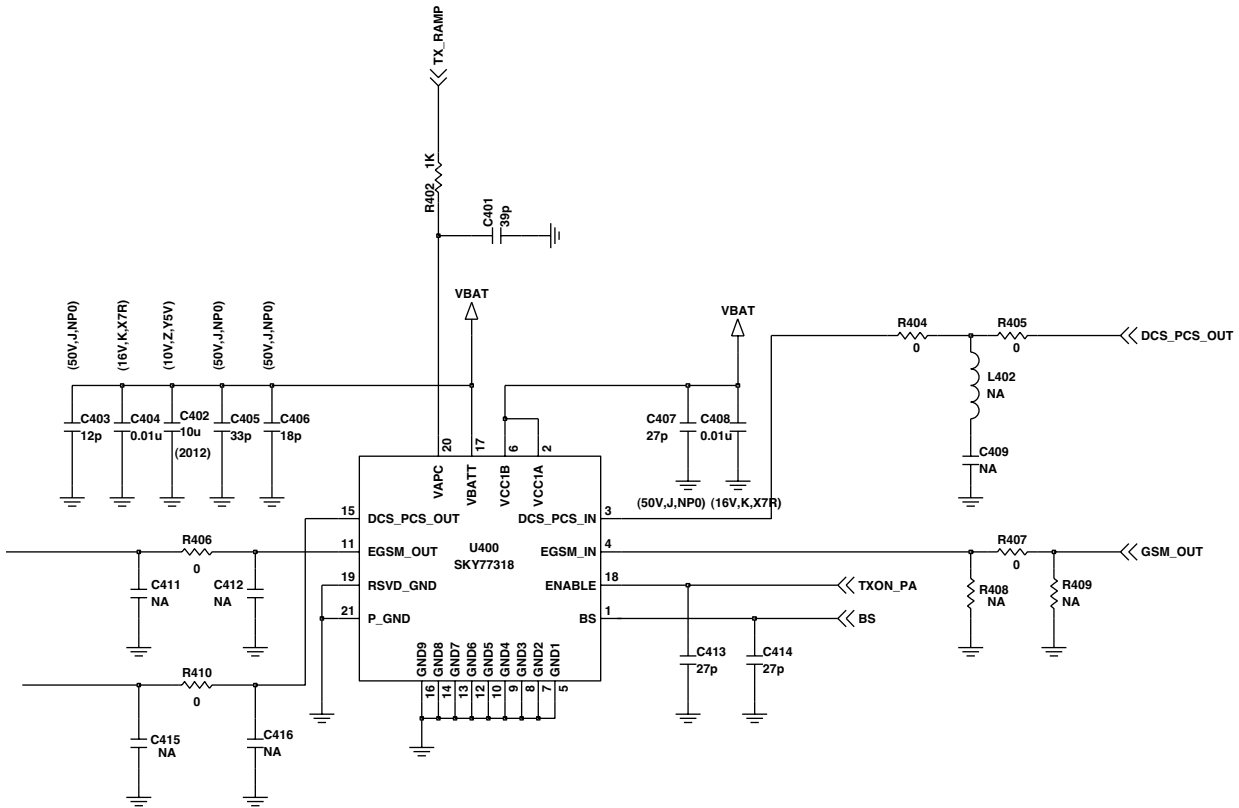 TX_RAMP
R402 1K
C401
39p
(50V,J,NP0)
(16V,K,X7R)
(10V,Z,Y5V)
(50V,J,NP0)
(50V,J,NP0)
VBAT
VBAT
R404
0
R405
0
DCS_PCS_OUT
L402
NA
C403
12p
C404
0.01u
C402
10u
(2012)
C405
33p
C406
18p
C407
27p
C408
0.01u
C409
NA
20
17
6
2
VAPC
VBATT
VCC1B
VCC1A
(50V,J,NP0)
(16V,K,X7R)
15
DCS_PCS_OUT
DCS_PCS_IN
3
R406
0
11
EGSM_OUT
U400
SKY77318
EGSM_IN
4
R407
0
GSM_OUT
C411
NA
C412
NA
19
RSVD_GND
ENABLE
18
TXON_PA
R408
NA
R409
NA
21
P_GND
BS
1
BS
GND9
GND8
GND7
GND6
GND5
GND4
GND3
GND2
GND1
16
14
13
12
10
9
8
7
5
C413
27p
C414
27p
R410
0
C415
NA
C416
NA